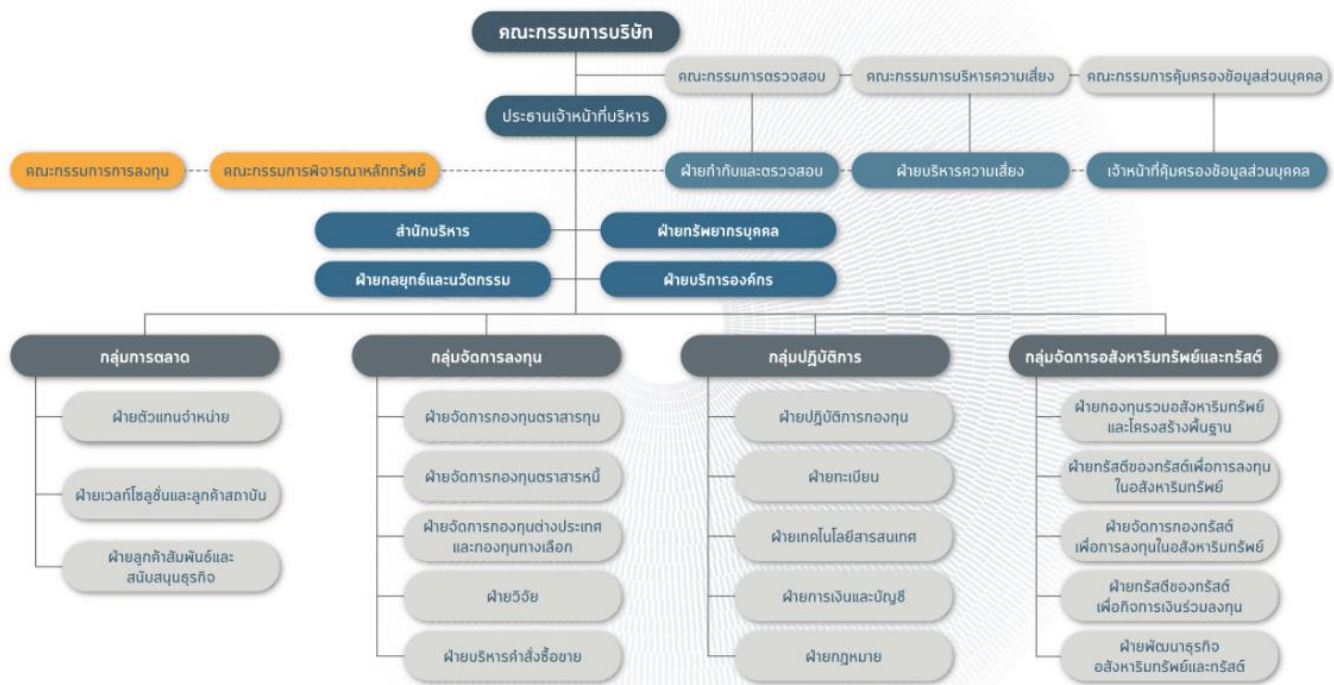 คณะกรรมการบริษัท
คณะกรรมการตรวจสอบ
คณะกรรมการบริหารความเสี่ยง
คณะกรรมการคุ้มครองข้อมูลส่วนบุคคล
ประธานเจ้าหน้าที่บริหาร
คณะกรรมการการลงทุน
คณะกรรมการพิจารณาหลักทรัพย์
ฝ่ายกำกับและตรวจสอบ
ฝ่ายบริหารความเสี่ยง
เจ้าหน้าที่คุ้มครองข้อมูลส่วนบุคคล
สำนักบริหาร
ฝ่ายทรัพยากรบุคคล
ฝ่ายกลยุทธ์และนวัตกรรม
ฝ่ายบริการองค์กร
กลุ่มการตลาด
ฝ่ายตัวแทนจำหน่าย
ฝ่ายเวลท์โซลูชั่นและลูกค้าสถาบัน
ฝ่ายลูกค้าสัมพันธ์และ
สนับสนุนธุรกิจ
กลุ่มจัดการลงทุน
ฝ่ายจัดการกองทุนตราสารทุน
ฝ่ายจัดการกองทุนตราสารหนี้
ฝ่ายจัดการกองทุนต่างประเทศ
และกองทุนทางเลือก
ฝ่ายวิจัย
ฝ่ายบริหารคำสั่งซื้อขาย
กลุ่มปฏิบัติการ
ฝ่ายปฏิบัติการกองทุน
ฝ่ายทะเบียน
ฝ่ายเทคโนโลยีสารสนเทศ
ฝ่ายการเงินและบัญชี
ฝ่ายกฎหมาย
กลุ่มจัดการอสังหาริมทรัพย์และทรัสต์
ฝ่ายกองทุนรวมอสังหาริมทรัพย์
และโครงสร้างพื้นฐาน
ฝ่ายทรัสตีของทรัสต์เพื่อการลงทุน
ในอสังหาริมทรัพย์
ฝ่ายจัดการกองทรัสต์
เพื่อการลงทุนในอสังหาริมทรัพย์
ฝ่ายทรัสตีของทรัสต์
เพื่อกิจการเงินร่วมลงทุน
ฝ่ายพัฒนาธุรกิจ
อสังหาริมทรัพย์และทรัสต์